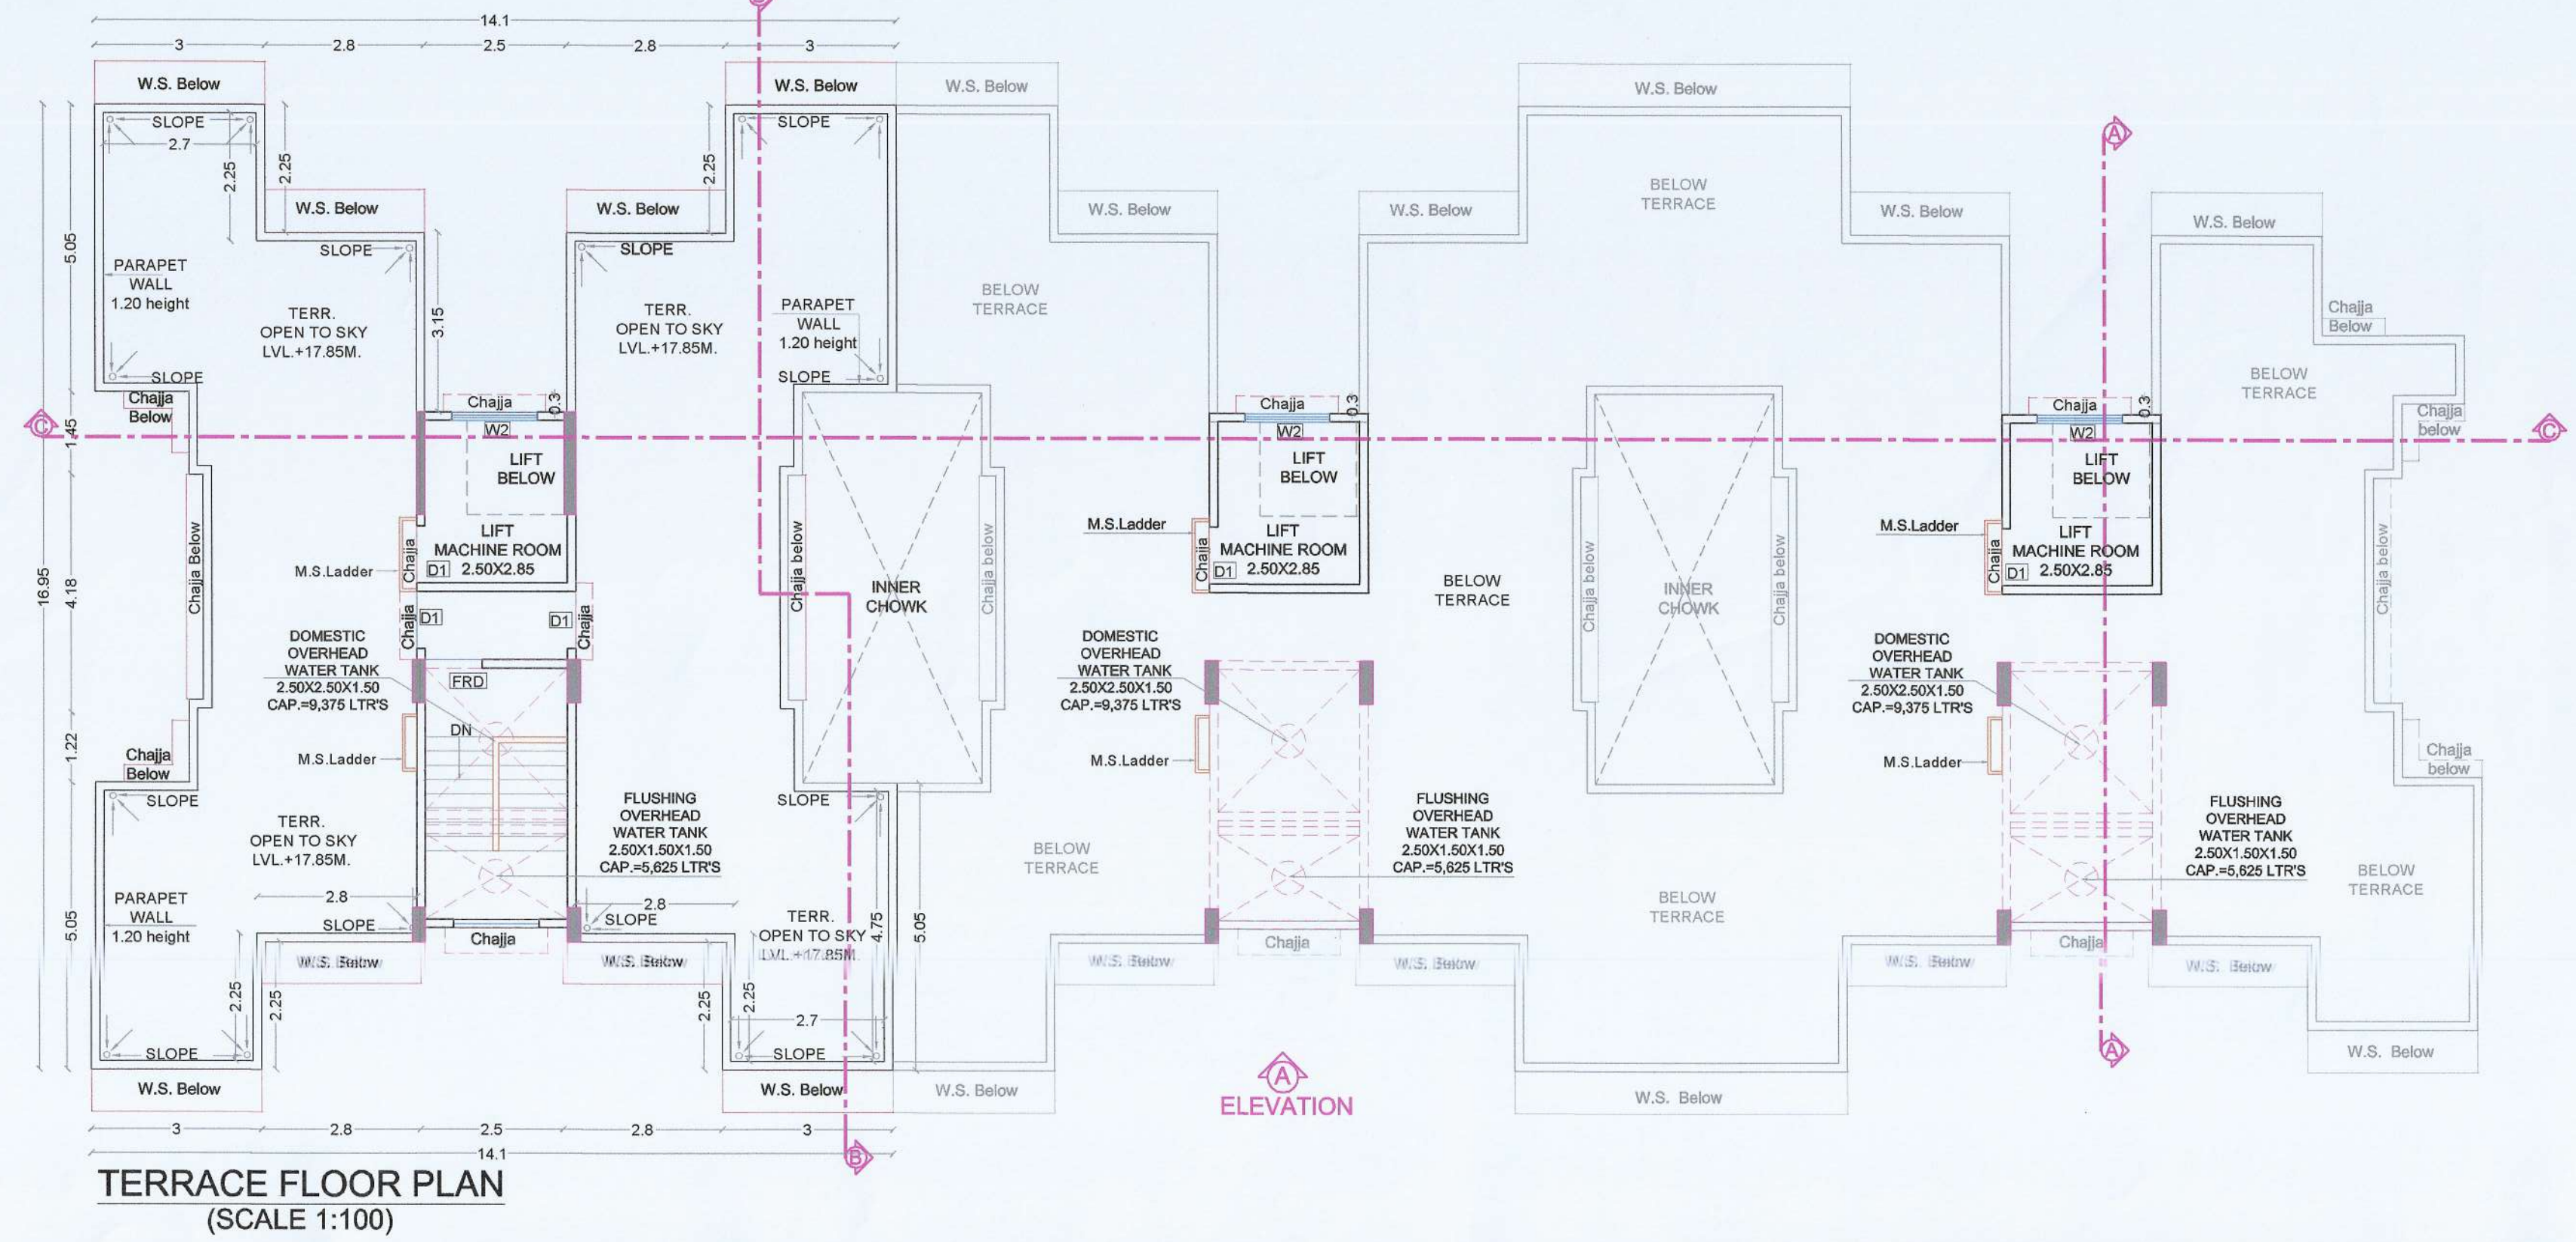 14.1
3 2.8 2.5 2.8 3
W.S. Below
W.S. Below
W.S. Below
W.S. Below
SLOPE
2.7
2.25
2.25
SLOPE
2.25
W.S. Below
W.S. Below
W.S. Below
W.S. Below
W.S. Below
W.S. Below
A
BELOW
TERRACE
SLOPE
SLOPE
5.05
PARAPET
WALL
1.20 height
TERR.
OPEN TO SKY
LVL.+17.85M.
3.15
TERR.
OPEN TO SKY
LVL.+17.85M.
PARAPET
WALL
1.20 height
BELOW
TERRACE
Chajja
Below
BELOW
TERRACE
SLOPE
SLOPE
Chajja
Below
Chajja
0.3
Chajja
0.3
Chajja
0.3
Chajja
below
C
1.45
W2
W2
W2
C
LIFT
BELOW
LIFT
BELOW
LIFT
BELOW
16.95
4.18
Chajja Below
M.S.Ladder
Chajja
LIFT
MACHINE ROOM
D1 2.50X2.85
Chajja below
INNER
CHOWK
Chajja below
M.S.Ladder
Chajja
LIFT
MACHINE ROOM
D1 2.50X2.85
BELOW
TERRACE
Chajja below
INNER
CHOWK
Chajja below
M.S.Ladder
Chajja
LIFT
MACHINE ROOM
D1 2.50X2.85
Chajja below
Chajja
D1
D1
Chajja
DOMESTIC
OVERHEAD
WATER TANK
2.50X2.50X1.50
CAP.=9,375 LTR'S
FRD
DOMESTIC
OVERHEAD
WATER TANK
2.50X2.50X1.50
CAP.=9,375 LTR'S
DOMESTIC
OVERHEAD
WATER TANK
2.50X2.50X1.50
CAP.=9,375 LTR'S
DN
1.22
Chajja
Below
M.S.Ladder
M.S.Ladder
M.S.Ladder
Chajja
below
SLOPE
SLOPE
TERR.
OPEN TO SKY
LVL.+17.85M.
FLUSHING
OVERHEAD
WATER TANK
2.50X1.50X1.50
CAP.=5,625 LTR'S
BELOW
TERRACE
FLUSHING
OVERHEAD
WATER TANK
2.50X1.50X1.50
CAP.=5,625 LTR'S
FLUSHING
OVERHEAD
WATER TANK
2.50X1.50X1.50
CAP.=5,625 LTR'S
BELOW
TERRACE
5.05
PARAPET
WALL
1.20 height
2.8
SLOPE
2.8
SLOPE
TERR.
OPEN TO SKY
LVL.+17.85M.
4.75
5.05
BELOW
TERRACE
Chajja
Chajja
Chajja
W.S. Below
W.S. Below
W.S. Below
W.S. Below
W.S. Below
W.S. Below
2.25
2.25
2.25
2.25
2.7
SLOPE
SLOPE
W.S. Below
W.S. Below
W.S. Below
W.S. Below
W.S. Below
A
A
ELEVATION
3 2.8 2.5 2.8 3
14.1
B
TERRACE FLOOR PLAN
(SCALE 1:100)